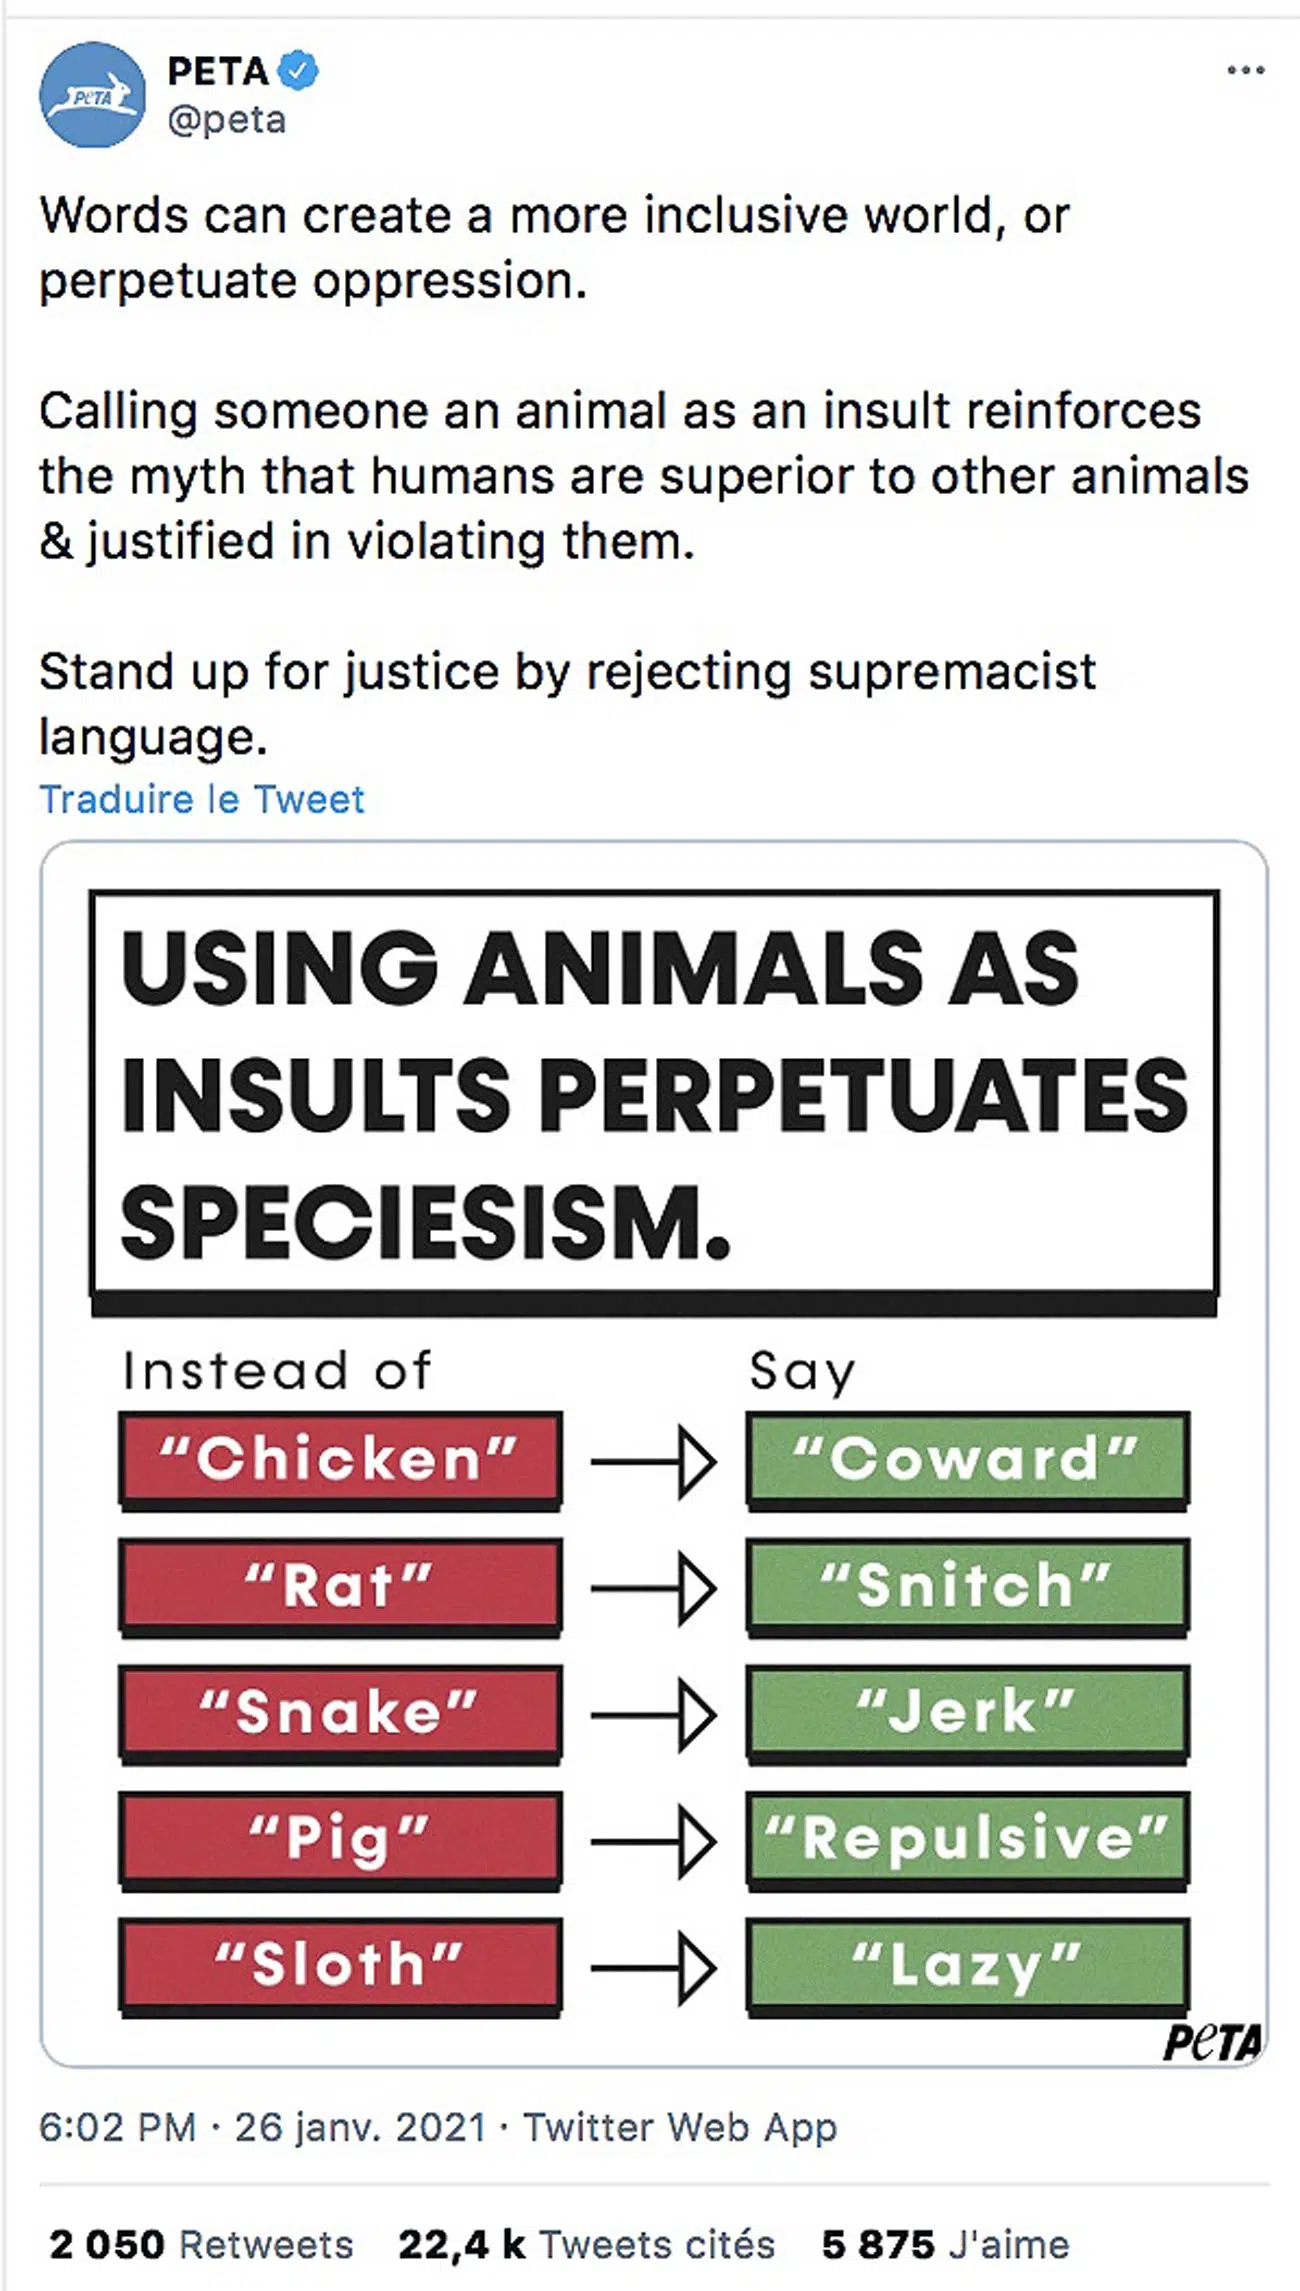 PETA
PETA
@peta
Words can create a more inclusive world, or
perpetuate oppression.
Calling someone an animal as an insult reinforces
the myth that humans are superior to other animals
& justified in violating them.
Stand up for justice by rejecting supremacist
language.
Traduire le Tweet
USING ANIMALS AS
INSULTS PERPETUATES
SPECIESISM.
Instead of Say
“Chicken” “Coward”
“Rat” “Snitch”
“Snake” “Jerk”
“Pig” “Repulsive”
“Sloth” “Lazy”
PeTA
6:02 PM · 26 janv. 2021 · Twitter Web App
2 050 Retweets 22,4 k Tweets cités 5 875 J'aime